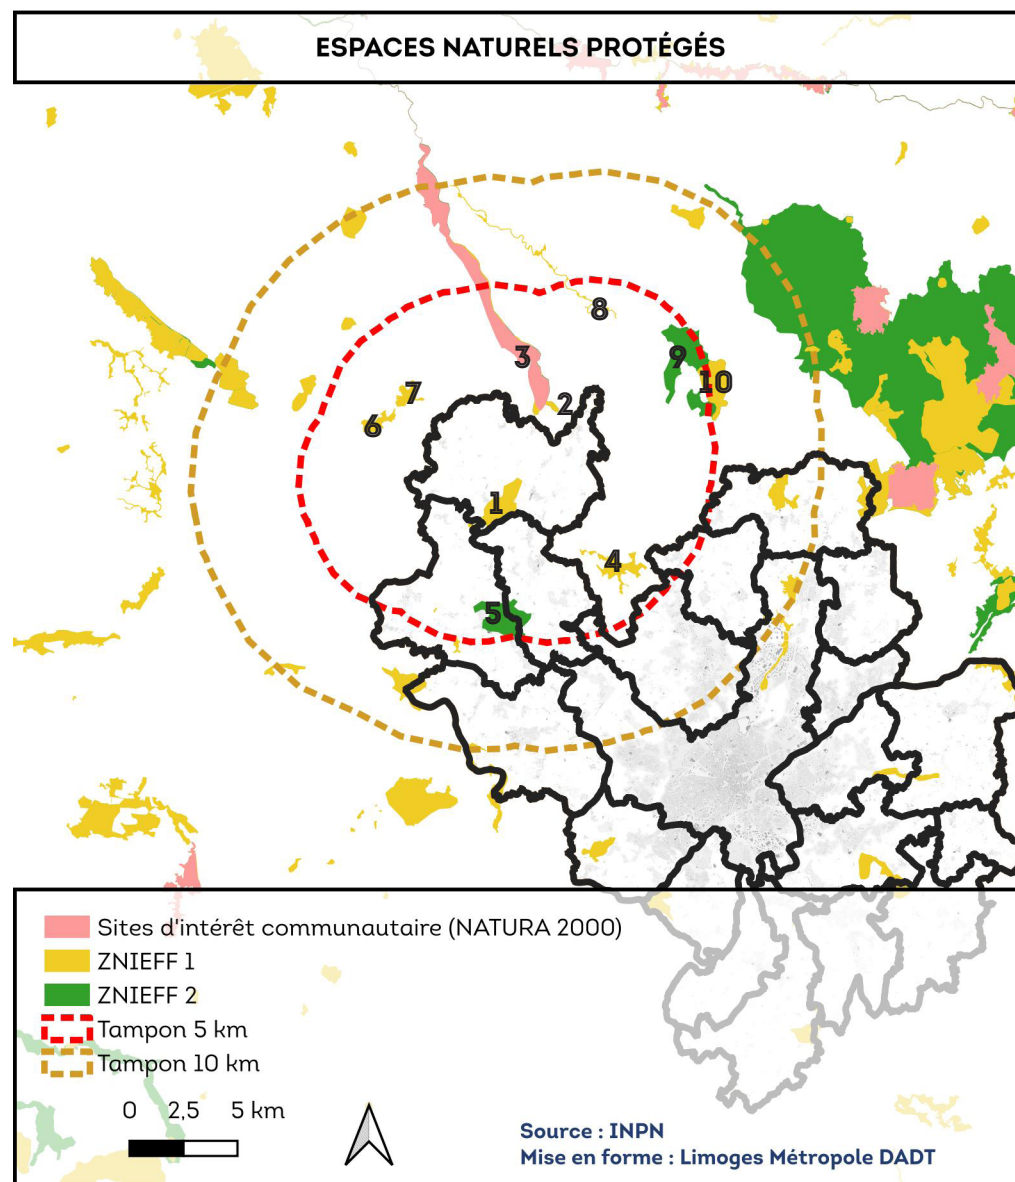 ESPACES NATURELS PROTÉGÉS
8
3
9
10
7
2
6
1
4
5
Sites d'intérêt communautaire (NATURA 2000)
ZNIEFF 1
ZNIEFF 2
Tampon 5 km
Tampon 10 km
0 2,5 5 km
Source : INPN
Mise en forme : Limoges Métropole DADT